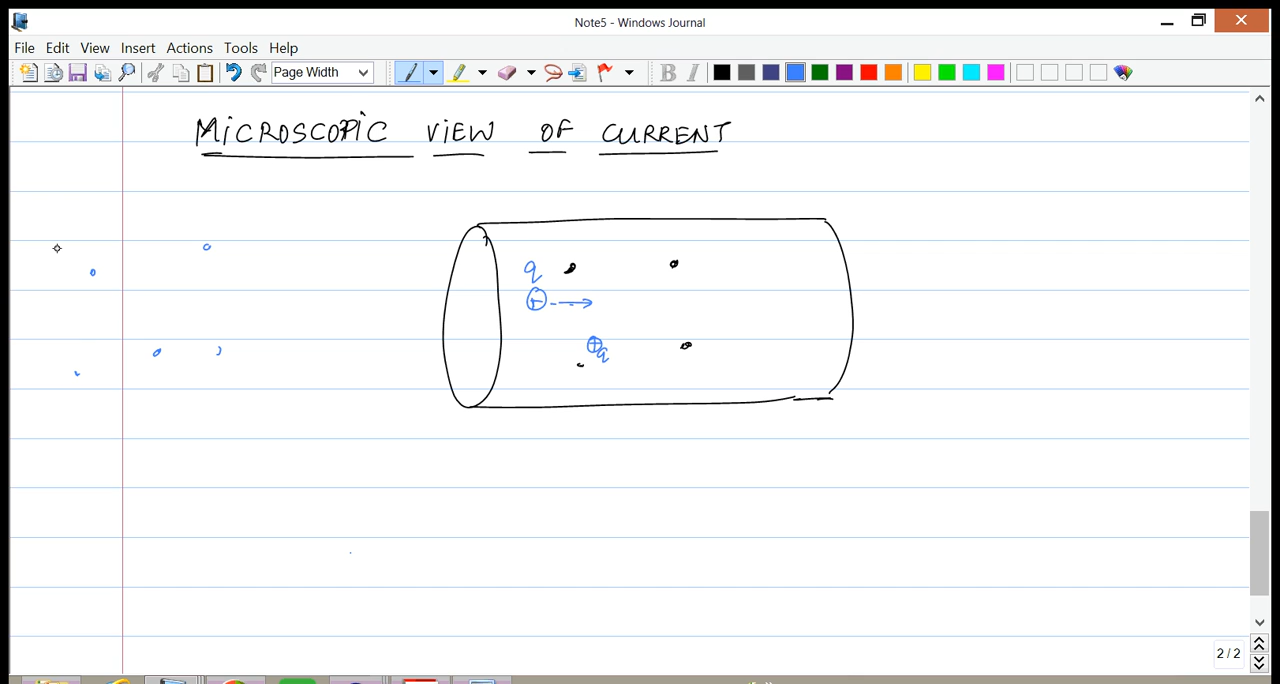 Note5 - Windows Journal
File Edit View Insert Actions Tools Help
Page Width
B I
MiCROSCOPiC ViEW OF CURRENT
q
+
+
q
2 / 2